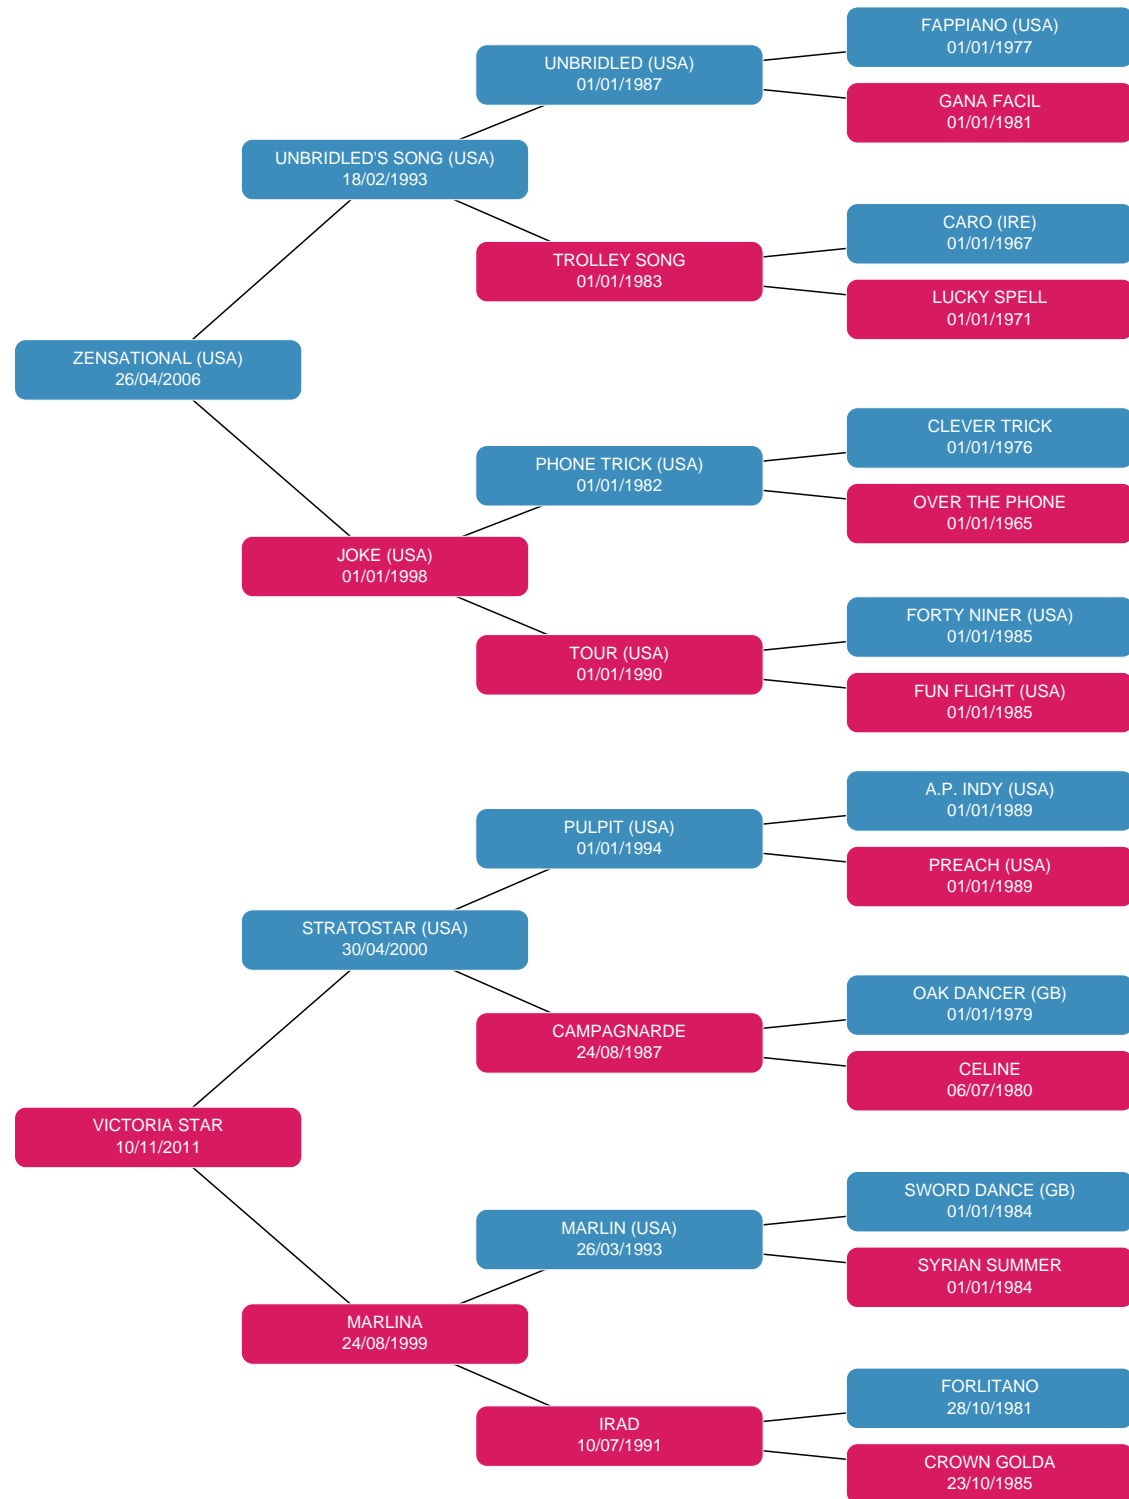 FAPPIANO (USA)
01/01/1977
UNBRIDLED (USA)
01/01/1987
GANA FACIL
01/01/1981
UNBRIDLED'S SONG (USA)
18/02/1993
CARO (IRE)
01/01/1967
TROLLEY SONG
01/01/1983
LUCKY SPELL
01/01/1971
ZENSATIONAL (USA)
26/04/2006
CLEVER TRICK
01/01/1976
PHONE TRICK (USA)
01/01/1982
OVER THE PHONE
01/01/1965
JOKE (USA)
01/01/1998
FORTY NINER (USA)
01/01/1985
TOUR (USA)
01/01/1990
FUN FLIGHT (USA)
01/01/1985
A.P. INDY (USA)
01/01/1989
PULPIT (USA)
01/01/1994
PREACH (USA)
01/01/1989
STRATOSTAR (USA)
30/04/2000
OAK DANCER (GB)
01/01/1979
CAMPAGNARDE
24/08/1987
CELINE
06/07/1980
VICTORIA STAR
10/11/2011
SWORD DANCE (GB)
01/01/1984
MARLIN (USA)
26/03/1993
SYRIAN SUMMER
01/01/1984
MARLINA
24/08/1999
FORLITANO
28/10/1981
IRAD
10/07/1991
CROWN GOLDA
23/10/1985